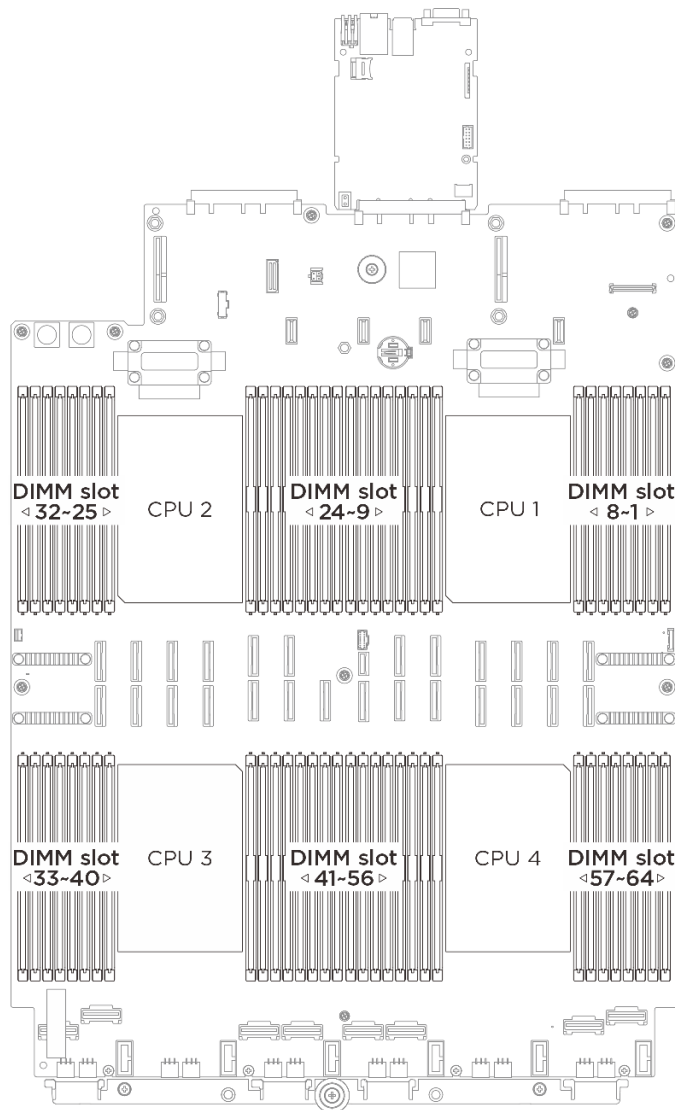 DIMM slot
◁ 32~25 ▷
CPU 2
DIMM slot
◁ 24~9 ▷
CPU 1
DIMM slot
◁ 8~1 ▷
DIMM slot
◁33~40▷
CPU 3
DIMM slot
◁41~56▷
CPU 4
DIMM slot
◁57~64▷